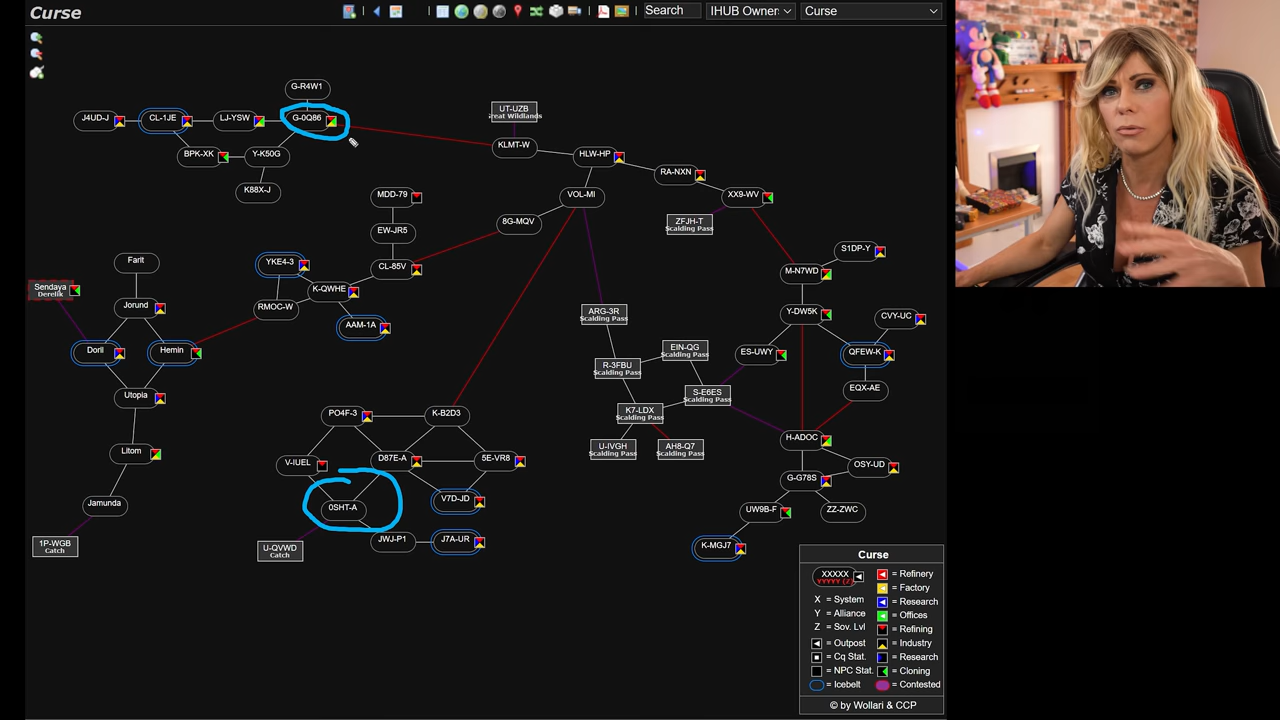 Curse
Search
IHUB Owner
Curse
G-R4W1
J4UD-J
CL-1JE
LJ-YSW
G-0Q86
BPK-XK
Y-K50G
K88X-J
UT-UZB
Great Wildlands
KLMT-W
HLW-HP
RA-NXN
VOL-MI
XX9-WV
ZFJH-T
Scalding Pass
MDD-79
EW-JR5
8G-MQV
CL-85V
YKE4-3
K-QWHE
RMOC-W
AAM-1A
Farit
Sendaya
Derelik
Jorund
Doril
Hemin
Utopia
Litom
Jamunda
1P-WGB
Catch
S1DP-Y
M-N7WD
Y-DW5K
CVY-UC
ES-UWY
QFEW-K
EQX-AE
ARG-3R
Scalding Pass
EIN-QG
Scalding Pass
R-3FBU
Scalding Pass
S-E6ES
Scalding Pass
K7-LDX
Scalding Pass
U-IVGH
Scalding Pass
AH8-Q7
Scalding Pass
PO4F-3
K-B2D3
V-IUEL
D87E-A
5E-VR8
0SHT-A
V7D-JD
U-QVWD
Catch
JWJ-P1
J7A-UR
H-ADOC
G-G78S
OSY-UD
UW9B-F
ZZ-ZWC
K-MGJ7
Curse
XXXXX
YYYYY (Z)
X = System
Y = Alliance
Z = Sov. Lvl
= Outpost
= Cq Stat.
= NPC Stat.
= Icebelt
= Refinery
= Factory
= Research
= Offices
= Refining
= Industry
= Research
= Cloning
= Contested
© by Wollari & CCP